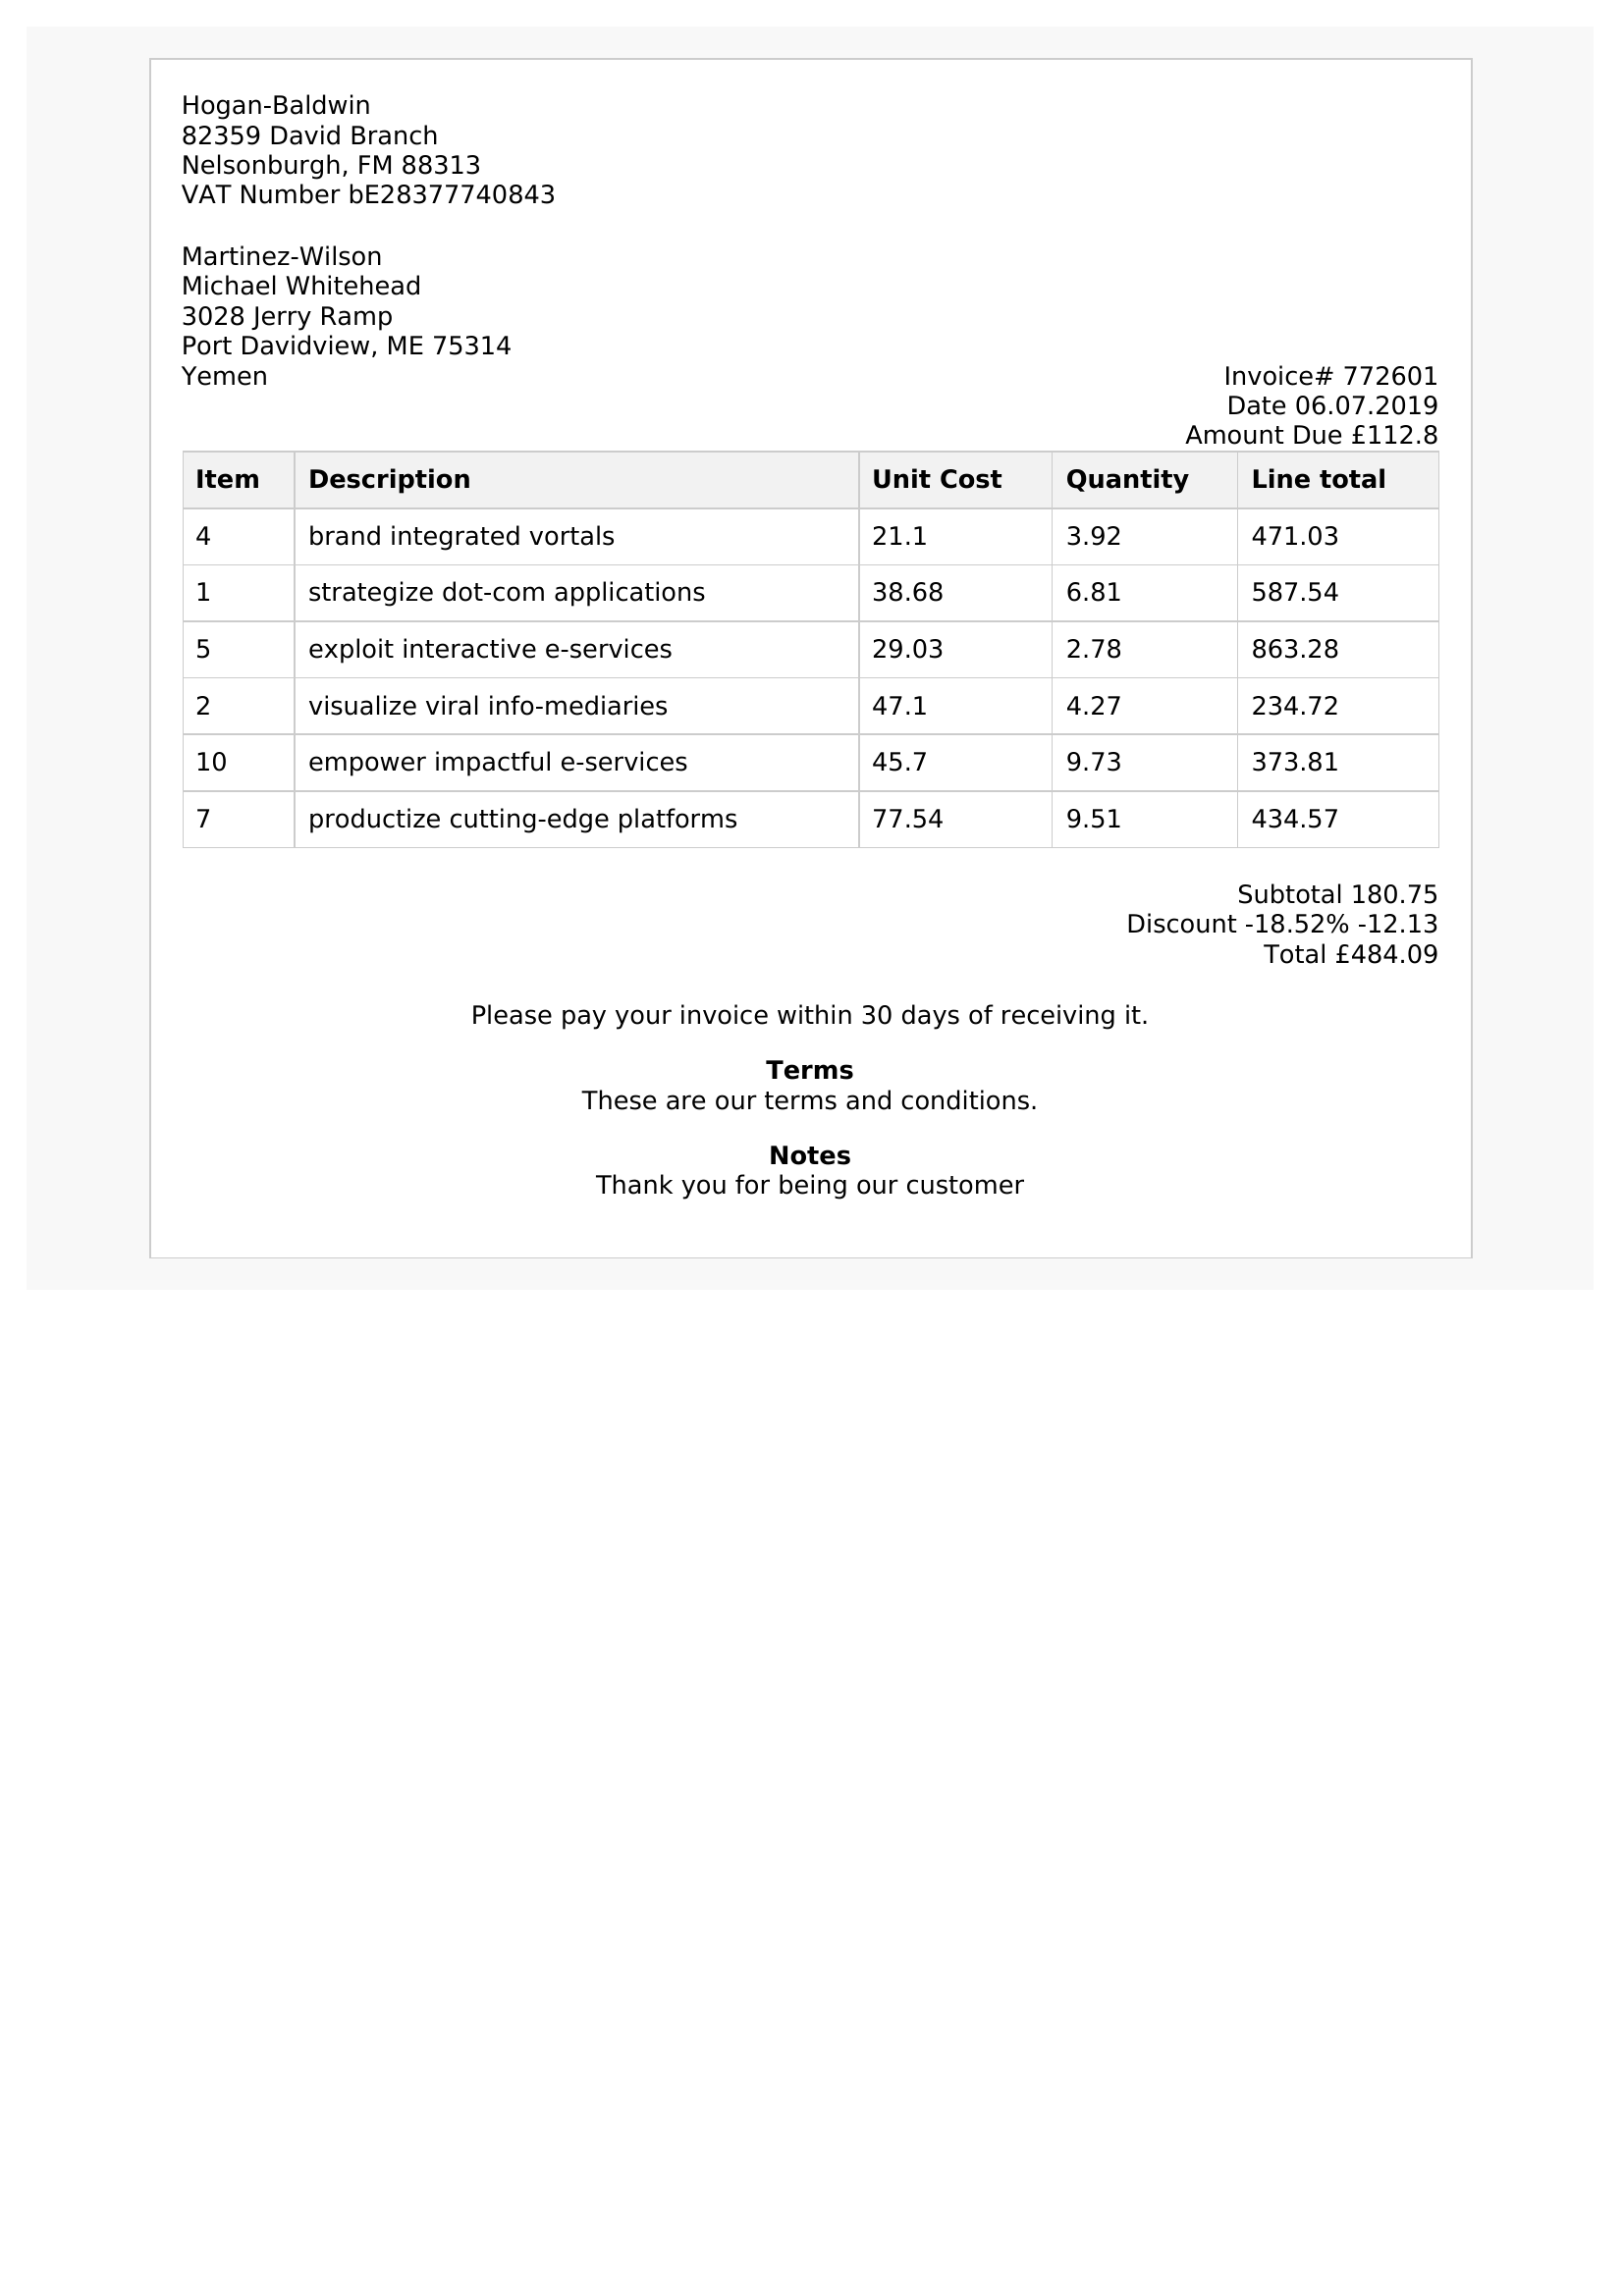 Hogan-Baldwin
82359 David Branch
Nelsonburgh, FM 88313
VAT Number bE28377740843
Martinez-Wilson
Michael Whitehead
3028 Jerry Ramp
Port Davidview, ME 75314
Yemen
Invoice# 772601
Date 06.07.2019
Amount Due £112.8
Item Description Unit Cost Quantity Line total
4 brand integrated vortals 21.1 3.92 471.03
1 strategize dot-com applications 38.68 6.81 587.54
5 exploit interactive e-services 29.03 2.78 863.28
2 visualize viral info-mediaries 47.1 4.27 234.72
10 empower impactful e-services 45.7 9.73 373.81
7 productize cutting-edge platforms 77.54 9.51 434.57
Subtotal 180.75
Discount -18.52% -12.13
Total £484.09
Please pay your invoice within 30 days of receiving it.
Terms
These are our terms and conditions.
Notes
Thank you for being our customer